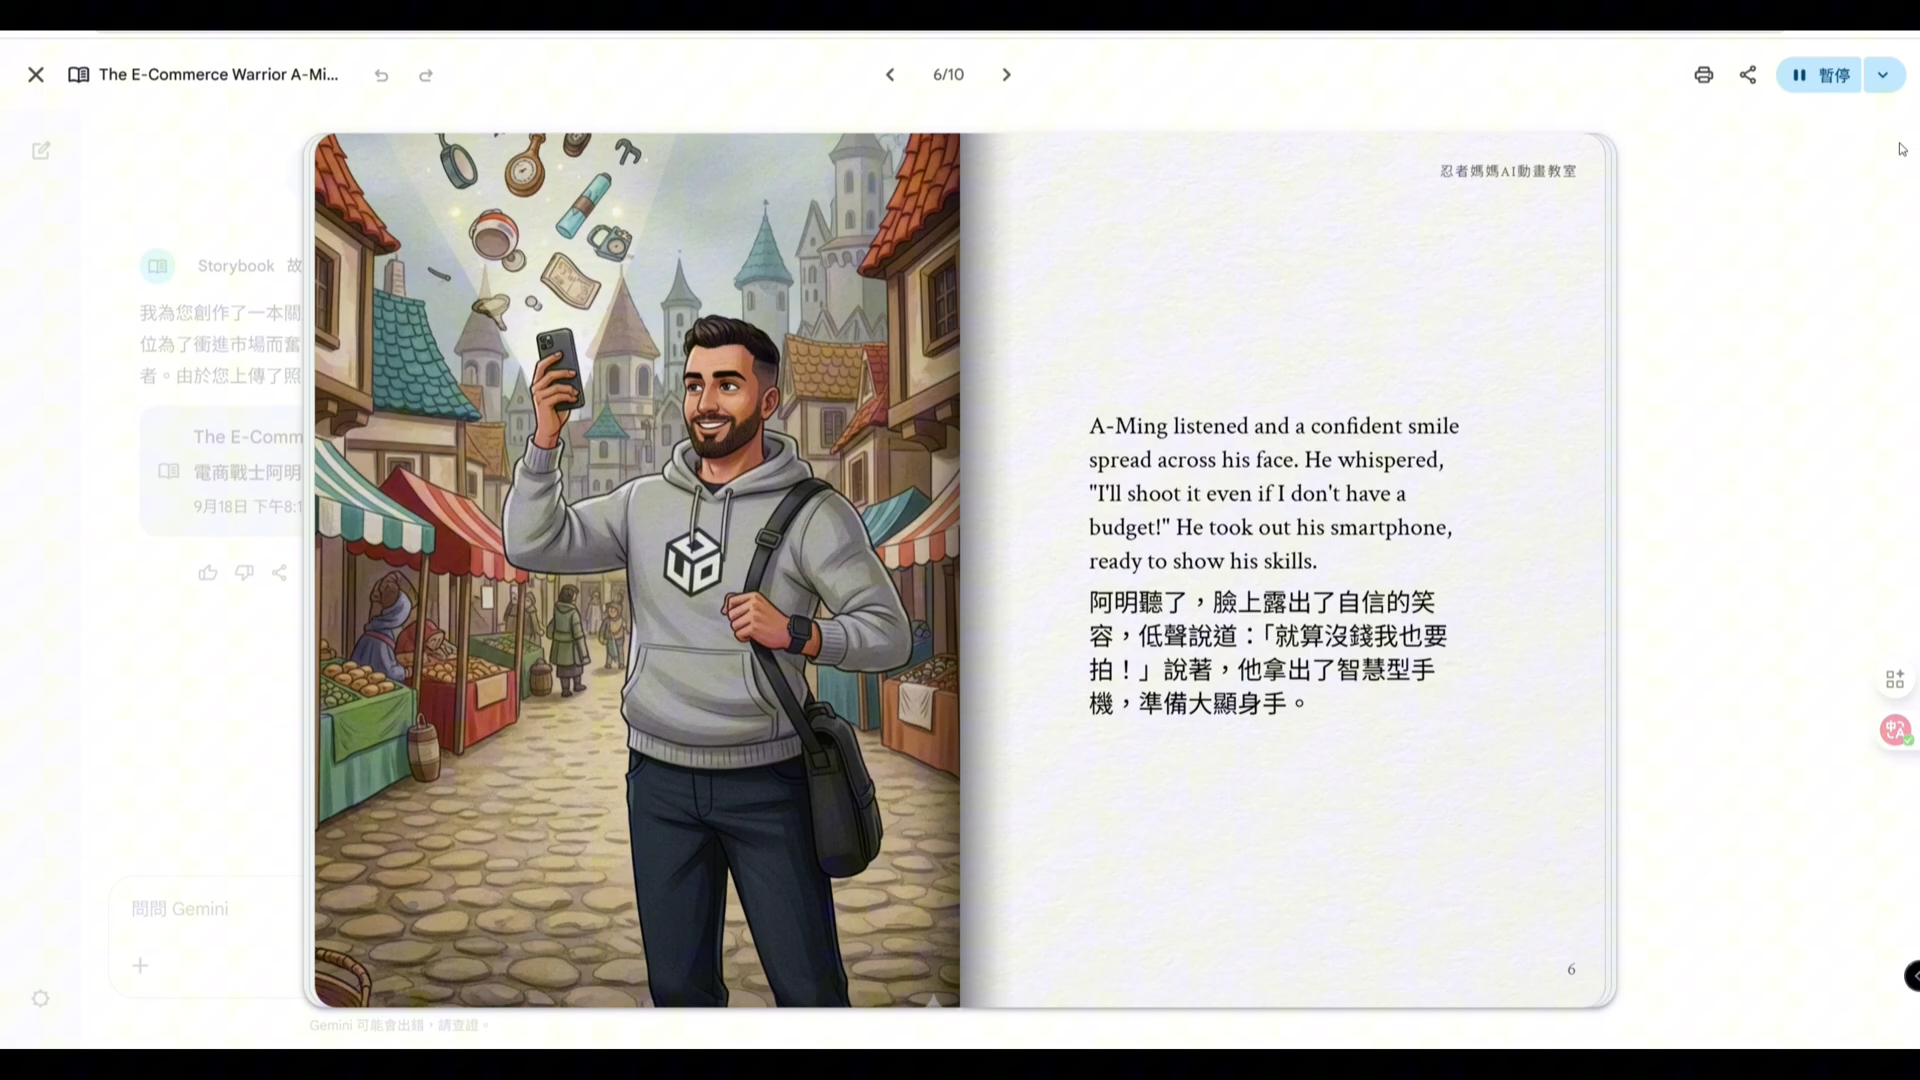 The E-Commerce Warrior A-Mi...
6/10
暫停
Storybook 故
我為您創作了一本關
位為了衝進市場而奮
者。由於您上傳了照
The E-Comm
電商戰士阿明
9月18日 下午8:1
問問 Gemini
Gemini 可能會出錯,請查證。
忍者媽媽AI動畫教室
A-Ming listened and a confident smile
spread across his face. He whispered,
"I'll shoot it even if I don't have a
budget!" He took out his smartphone,
ready to show his skills.
阿明聽了,臉上露出了自信的笑
容,低聲說道:「就算沒錢我也要
拍!」說著,他拿出了智慧型手
機,準備大顯身手。
6